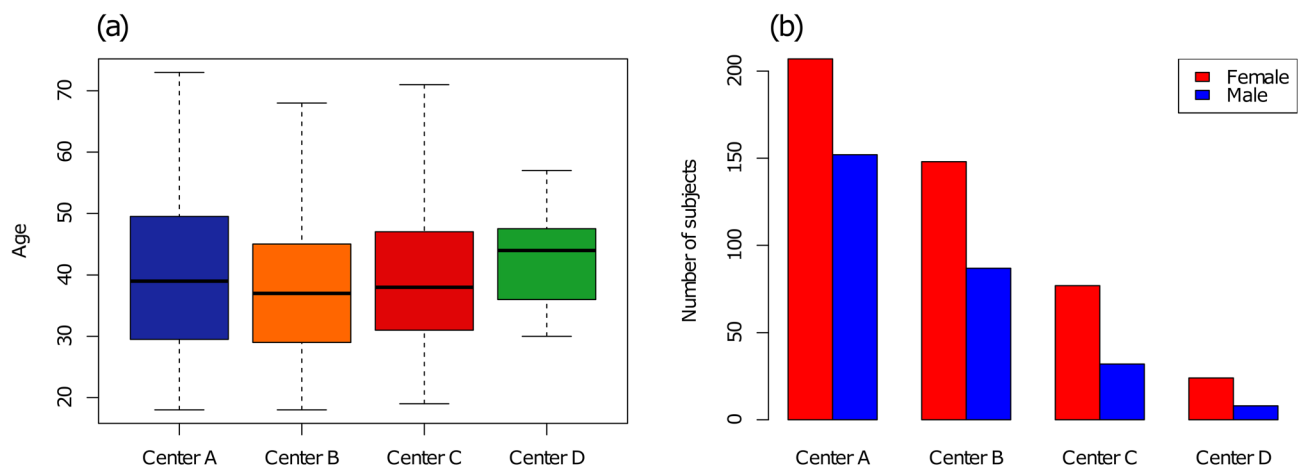 (a)
Age
70
60
50
40
30
20
Center A Center B Center C Center D
(b)
Number of subjects
200
150
100
50
0
Female
Male
Center A Center B Center C Center D